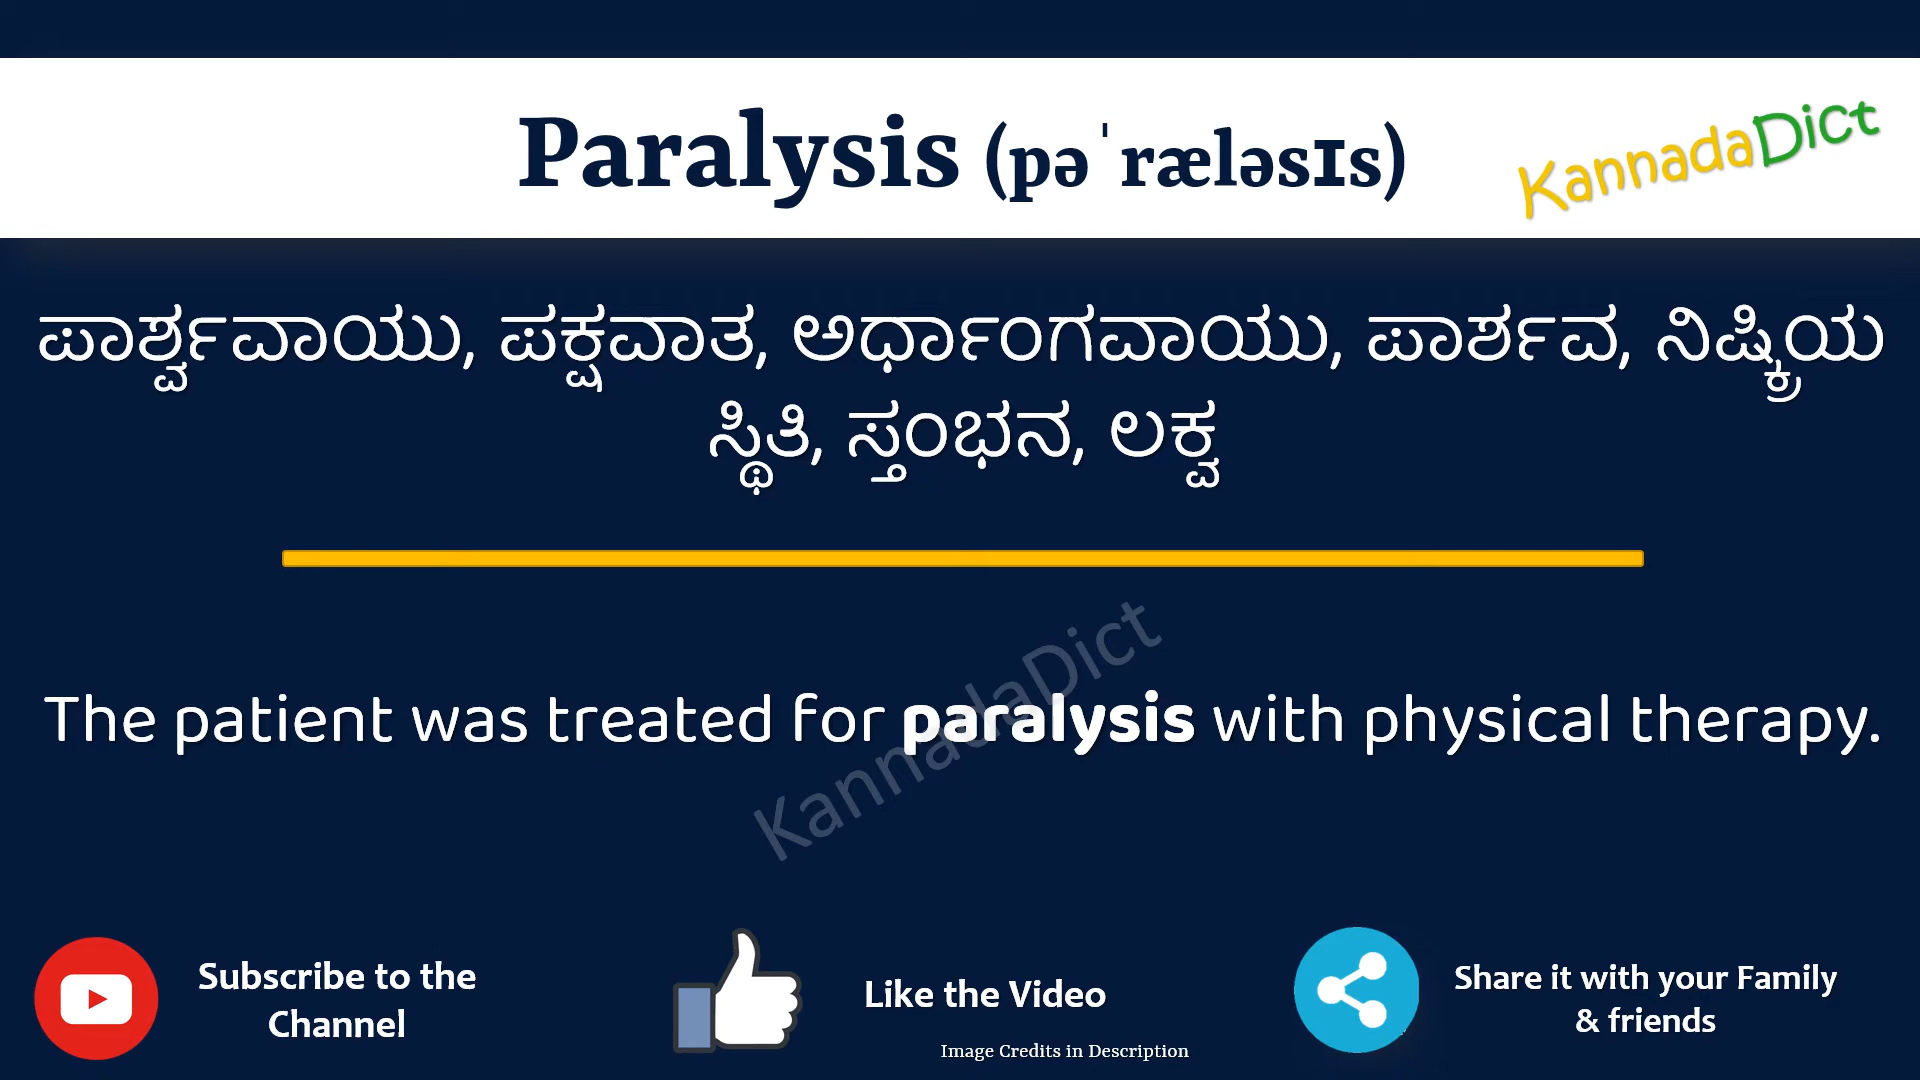 Paralysis (pəˈræləsɪs)
KannadaDict
ಪಾರ್ಶ್ವವಾಯು, ಪಕ್ಷವಾತ, ಅರ್ಧಾಂಗವಾಯು, ಪಾರ್ಶವ, ನಿಷ್ಕ್ರಿಯ
ಸ್ಥಿತಿ, ಸ್ತಂಭನ, ಲಕ್ವ
The patient was treated for paralysis with physical therapy.
KannadaDict
Subscribe to the
Channel
Like the Video
Share it with your Family
& friends
Image Credits in Description